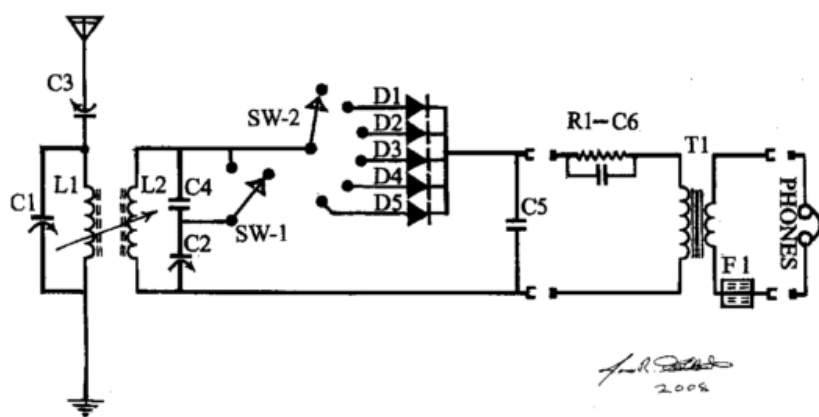 C3
D1
SW-2
D2
R1-C6
T1
D3
L1
L2
C4
D4
C1
C5
PHONES
D5
SW-1
C2
F1
2008